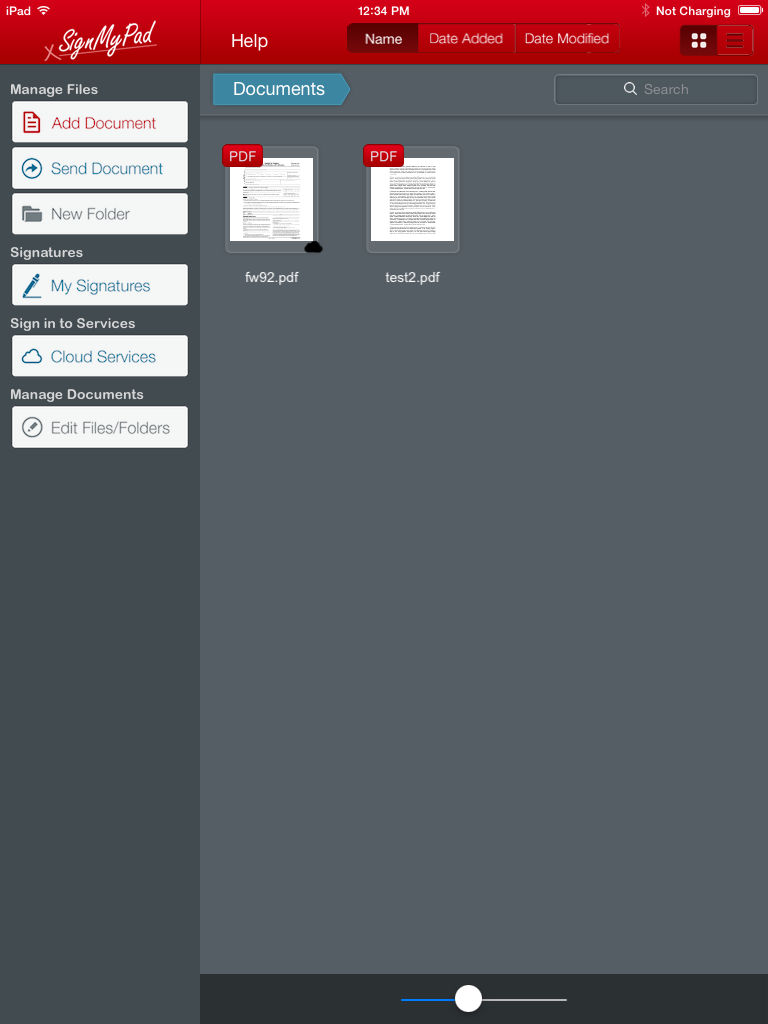 iPad 12:34 PM Not Charging
SignMyPad
Help
Name Date Added Date Modified
Manage Files
Documents
Search
Add Document
Send Document
New Folder
Signatures
My Signatures
Sign in to Services
Cloud Services
Manage Documents
Edit Files/Folders
PDF PDF
fw92.pdf test2.pdf